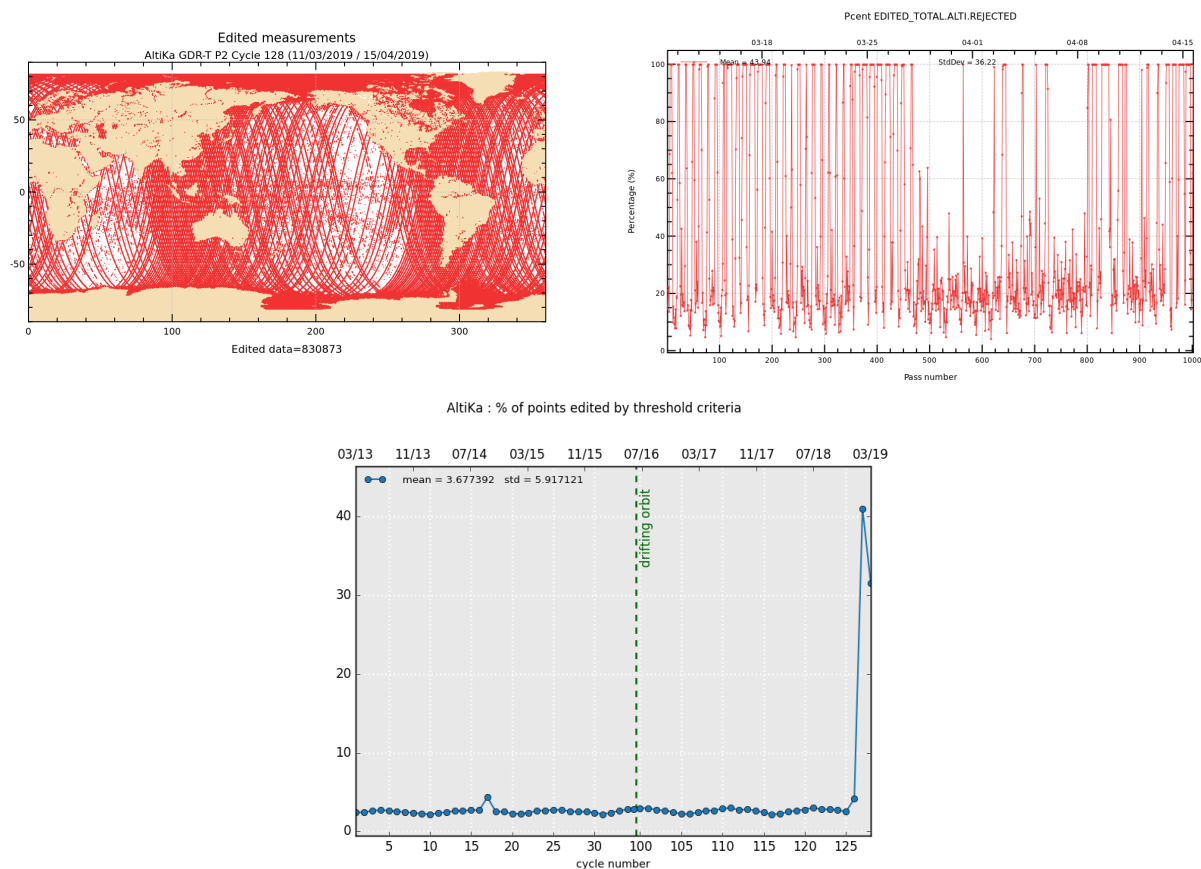 Edited measurements
AltiKa GDR-T P2 Cycle 128 (11/03/2019 / 15/04/2019)
50
0
-50
0 100 200 300
Edited data=830873
Pcent EDITED_TOTAL.ALTI.REJECTED
03-18 03-25 04-01 04-08 04-15
Mean = 43.94 StdDev = 36.22
Percentage (%)
100
80
60
40
20
0
100 200 300 400 500 600 700 800 900 1000
Pass number
AltiKa : % of points edited by threshold criteria
03/13 11/13 07/14 03/15 11/15 07/16 03/17 11/17 07/18 03/19
mean = 3.677392 std = 5.917121
drifting orbit
40
30
20
10
0
5 10 15 20 25 30 100 105 110 115 120 125
cycle number